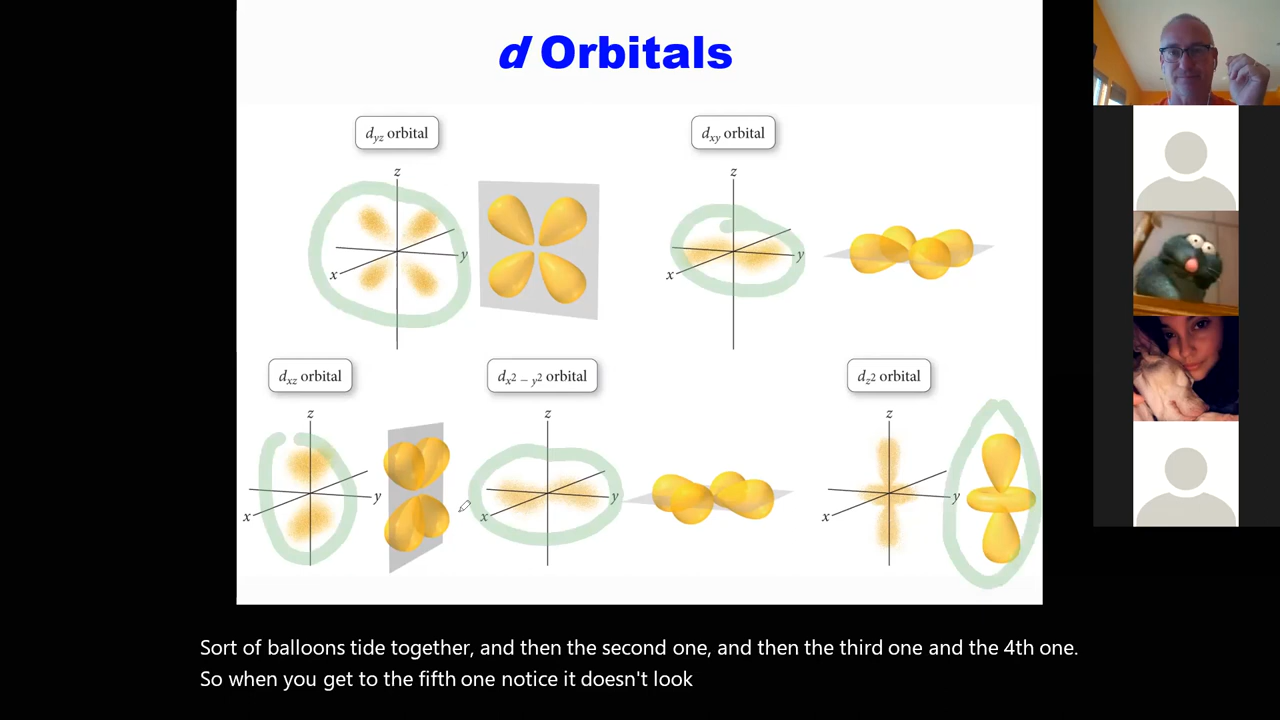 d Orbitals
dyz orbital
dxy orbital
z
y
x
z
y
x
dxz orbital
dx2 − y2 orbital
dz2 orbital
z
y
x
z
y
x
z
y
x
Sort of balloons tide together, and then the second one, and then the third one and the 4th one.
So when you get to the fifth one notice it doesn't look